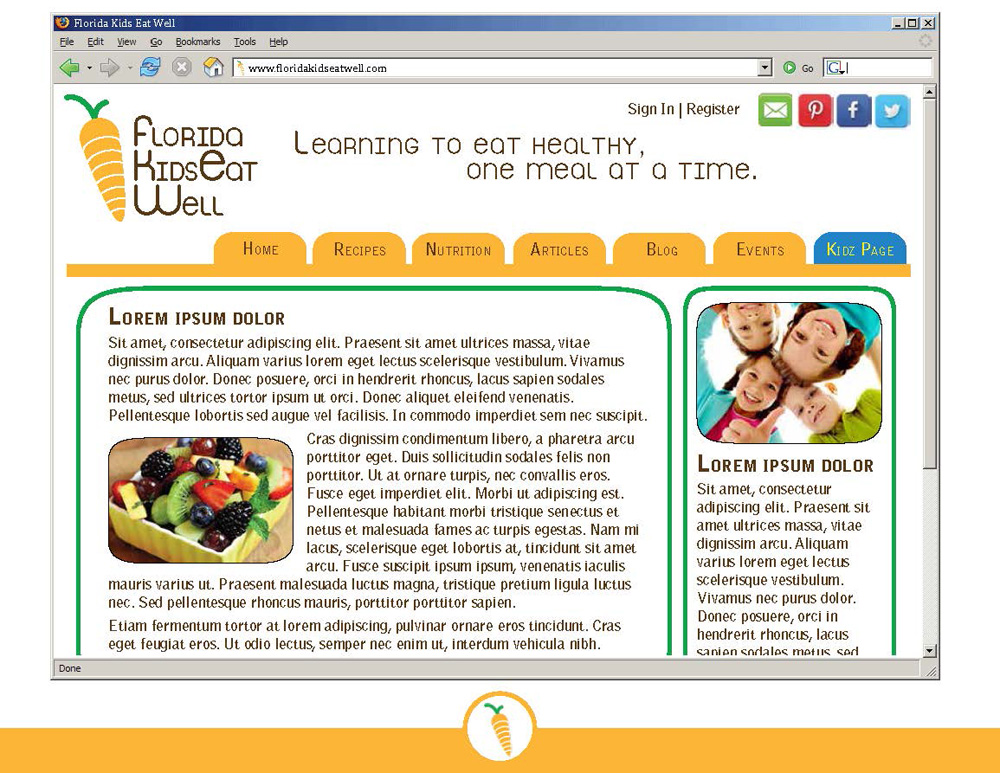 Florida Kids Eat Well
File Edit View Go Bookmarks Tools Help
www.floridakidseatwell.com
Go
G
Sign In | Register
Florida
KidsEat
Well
Learning to eat healthy,
one meal at a time.
Home Recipes Nutrition Articles Blog Events Kidz Page
Lorem ipsum dolor
Sit amet, consectetur adipiscing elit. Praesent sit amet ultrices massa, vitae
dignissim arcu. Aliquam varius lorem eget lectus scelerisque vestibulum. Vivamus
nec purus dolor. Donec posuere, orci in hendrerit rhoncus, lacus sapien sodales
metus, sed ultrices tortor ipsum ut orci. Donec aliquet eleifend venenatis.
Pellentesque lobortis sed augue vel facilisis. In commodo imperdiet sem nec suscipit.
Cras dignissim condimentum libero, a pharetra arcu
porttitor eget. Duis sollicitudin sodales felis non
porttitor. Ut at ornare turpis, nec convallis eros.
Fusce eget imperdiet elit. Morbi ut adipiscing est.
Pellentesque habitant morbi tristique senectus et
netus et malesuada fames ac turpis egestas. Nam mi
lacus, scelerisque eget lobortis at, tincidunt sit amet
arcu. Fusce suscipit ipsum ipsum, venenatis iaculis
mauris varius ut. Praesent malesuada luctus magna, tristique pretium ligula luctus
nec. Sed pellentesque rhoncus mauris, porttitor porttitor sapien.
Etiam fermentum tortor at lorem adipiscing, pulvinar ornare eros tincidunt. Cras
eget feugiat eros. Ut odio lectus, semper nec enim ut, interdum vehicula nibh.
Lorem ipsum dolor
Sit amet, consectetur
adipiscing elit. Praesent sit
amet ultrices massa, vitae
dignissim arcu. Aliquam
varius lorem eget lectus
scelerisque vestibulum.
Vivamus nec purus dolor.
Donec posuere, orci in
hendrerit rhoncus, lacus
sapien sodales metus, sed
Done